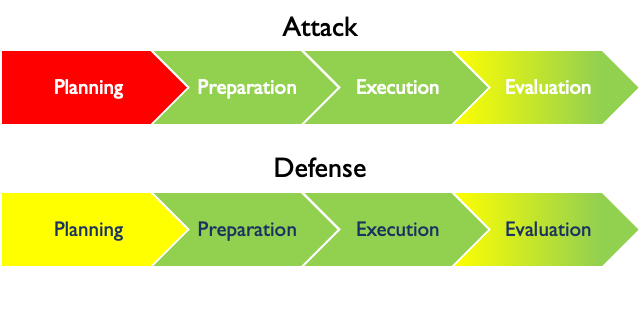 Attack
Planning Preparation Execution Evaluation
Defense
Planning Preparation Execution Evaluation